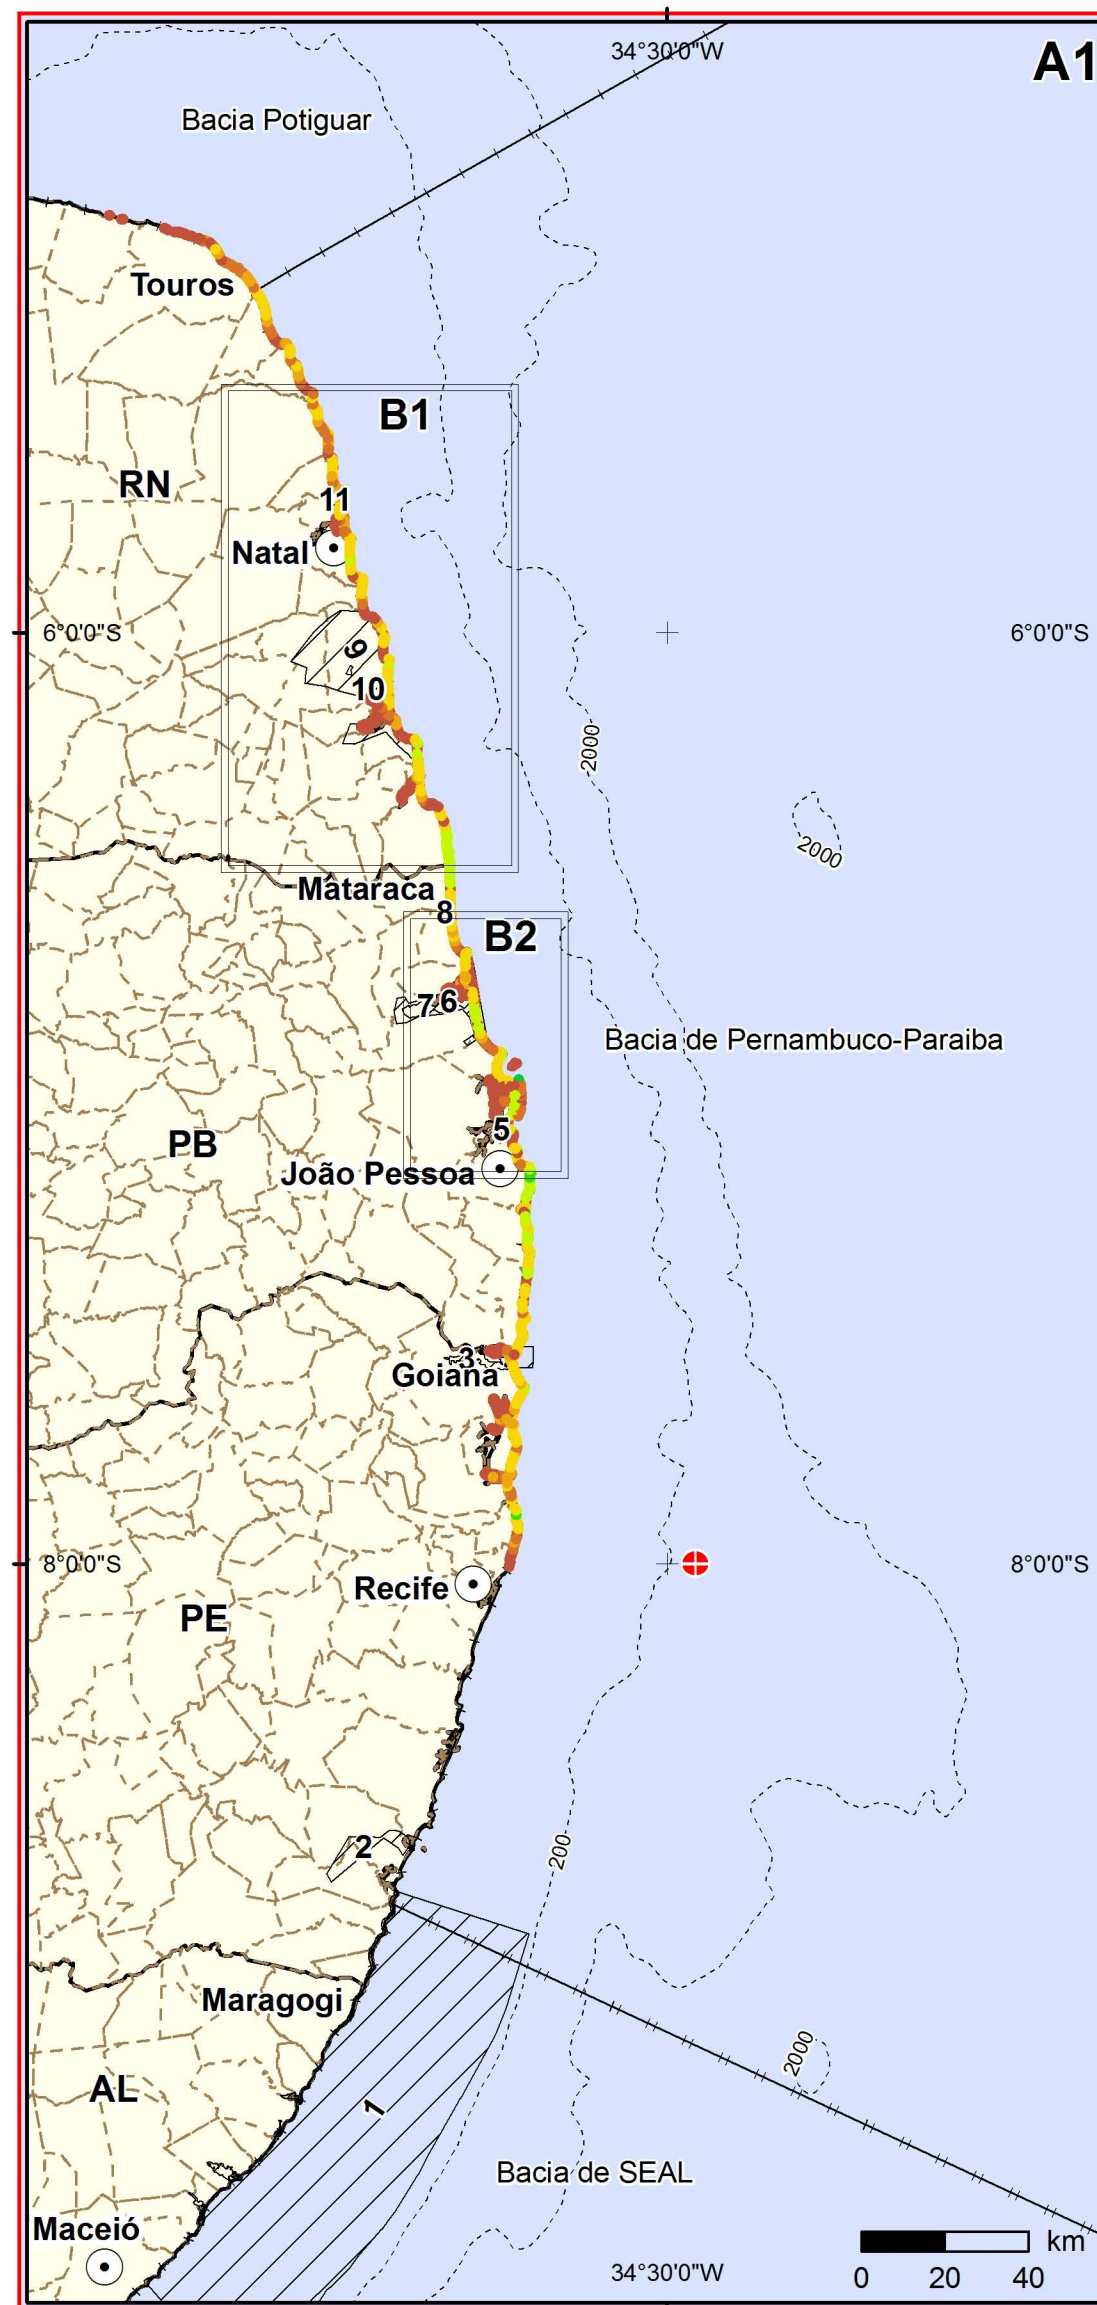 34°30'0"W
A1
Bacia Potiguar
Touros
B1
RN
11
Natal
6°0'0"S
6°0'0"S
9
10
2000
2000
Mataraca
8
B2
7
6
Bacia de Pernambuco-Paraiba
5
PB
João Pessoa
3
Goiana
8°0'0"S
8°0'0"S
Recife
PE
2
200
Maragogi
2000
AL
1
Bacia de SEAL
Maceió
km
34°30'0"W
0 20 40